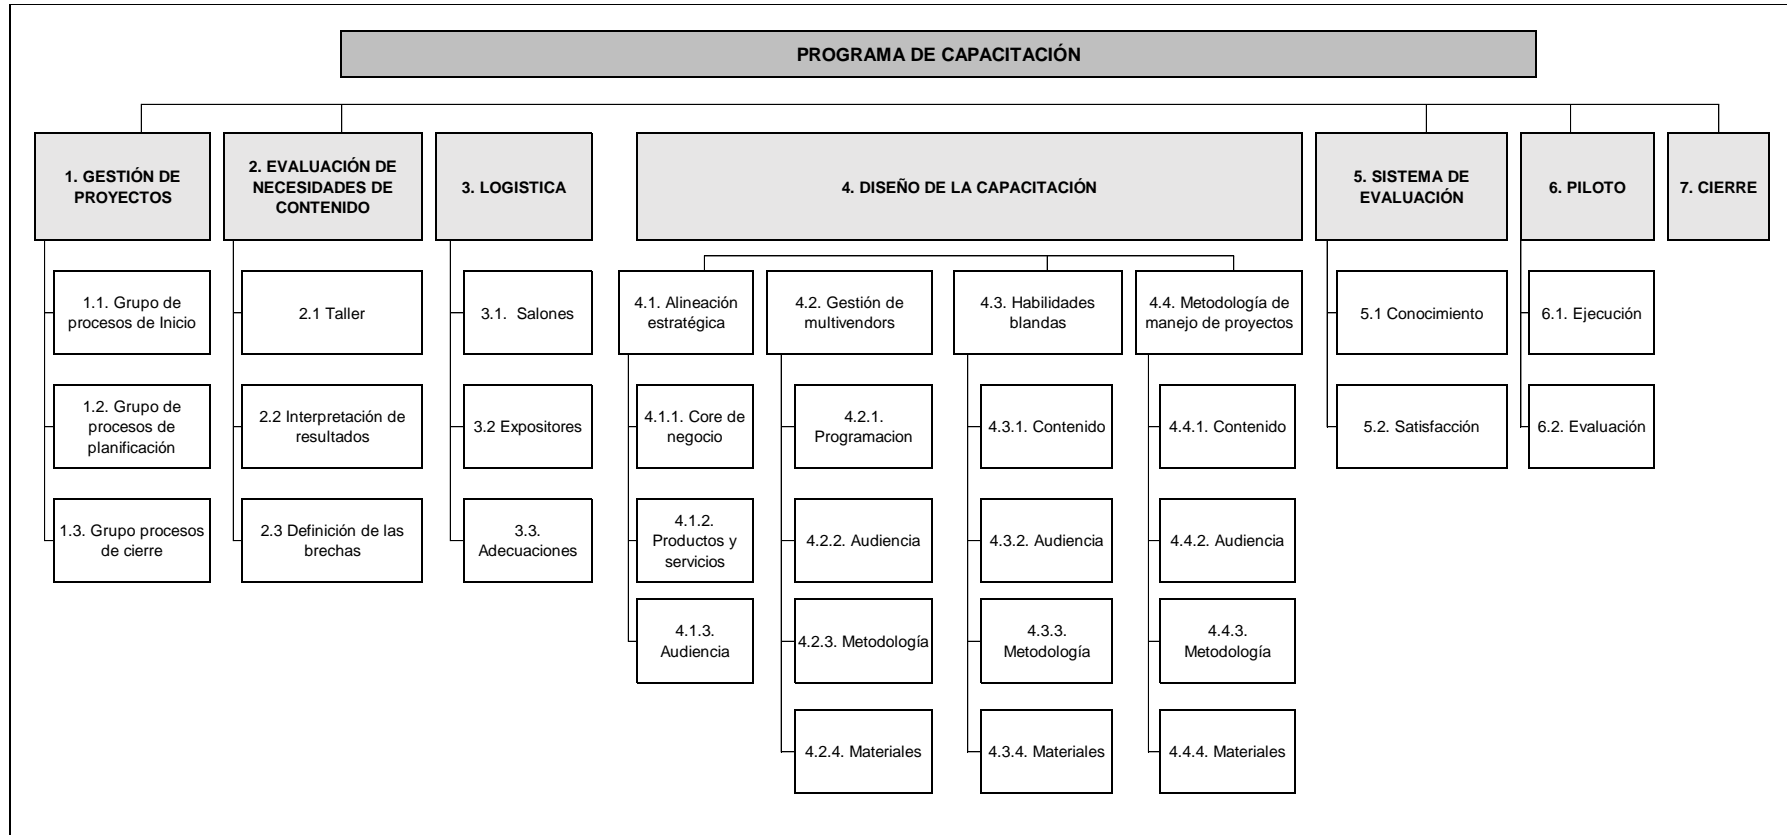 PROGRAMA DE CAPACITACIÓN
1. GESTIÓN DE
PROYECTOS
2. EVALUACIÓN DE
NECESIDADES DE
CONTENIDO
3. LOGISTICA
4. DISEÑO DE LA CAPACITACIÓN
5. SISTEMA DE
EVALUACIÓN
6. PILOTO
7. CIERRE
1.1. Grupo de
procesos de Inicio
1.2. Grupo de
procesos de
planificación
1.3. Grupo procesos
de cierre
2.1 Taller
2.2 Interpretación de
resultados
2.3 Definición de las
brechas
3.1. Salones
3.2 Expositores
3.3.
Adecuaciones
4.1. Alineación
estratégica
4.1.1. Core de
negocio
4.1.2.
Productos y
servicios
4.1.3.
Audiencia
4.2. Gestión de
multivendors
4.2.1.
Programacion
4.2.2. Audiencia
4.2.3. Metodología
4.2.4. Materiales
4.3. Habilidades
blandas
4.3.1. Contenido
4.3.2. Audiencia
4.3.3.
Metodología
4.3.4. Materiales
4.4. Metodología de
manejo de proyectos
4.4.1. Contenido
4.4.2. Audiencia
4.4.3.
Metodología
4.4.4. Materiales
5.1 Conocimiento
5.2. Satisfacción
6.1. Ejecución
6.2. Evaluación